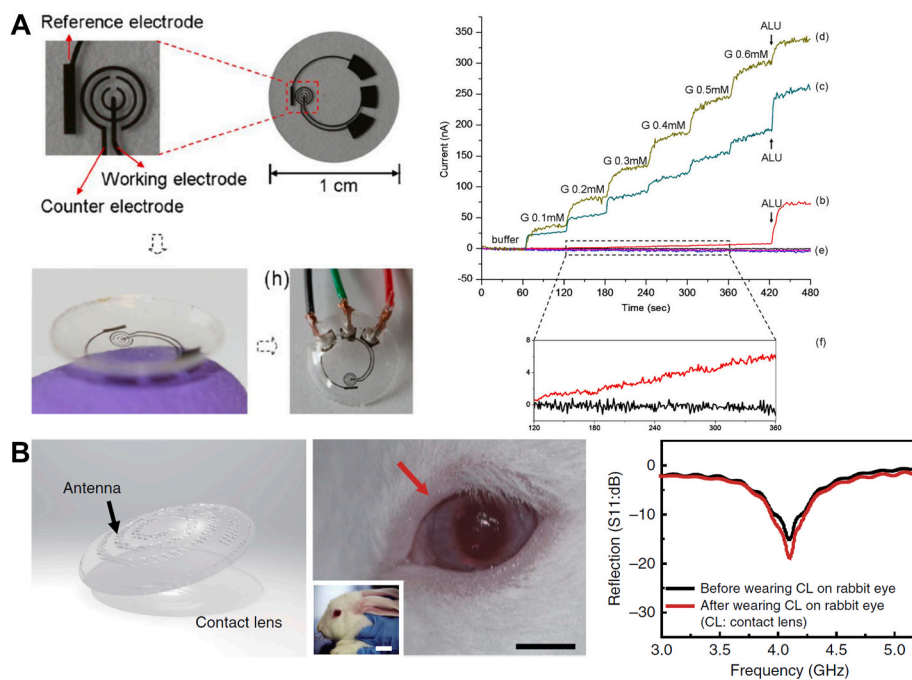 A
Reference electrode
Working electrode
Counter electrode
1 cm
(h)
Current (nA)
350
300
250
200
150
100
50
0
-50
buffer
G 0.1mM
G 0.2mM
G 0.3mM
G 0.4mM
G 0.5mM
G 0.6mM
ALU
(d)
(c)
ALU
ALU
(b)
(e)
0 60 120 180 240 300 360 420 480
Time (sec)
(f)
8
4
0
120 180 240 300 360
B
Antenna
Contact lens
Reflection (S11:dB)
0
−10
−20
−30
Before wearing CL on rabbit eye
After wearing CL on rabbit eye
(CL: contact lens)
3.0 3.5 4.0 4.5 5.0
Frequency (GHz)